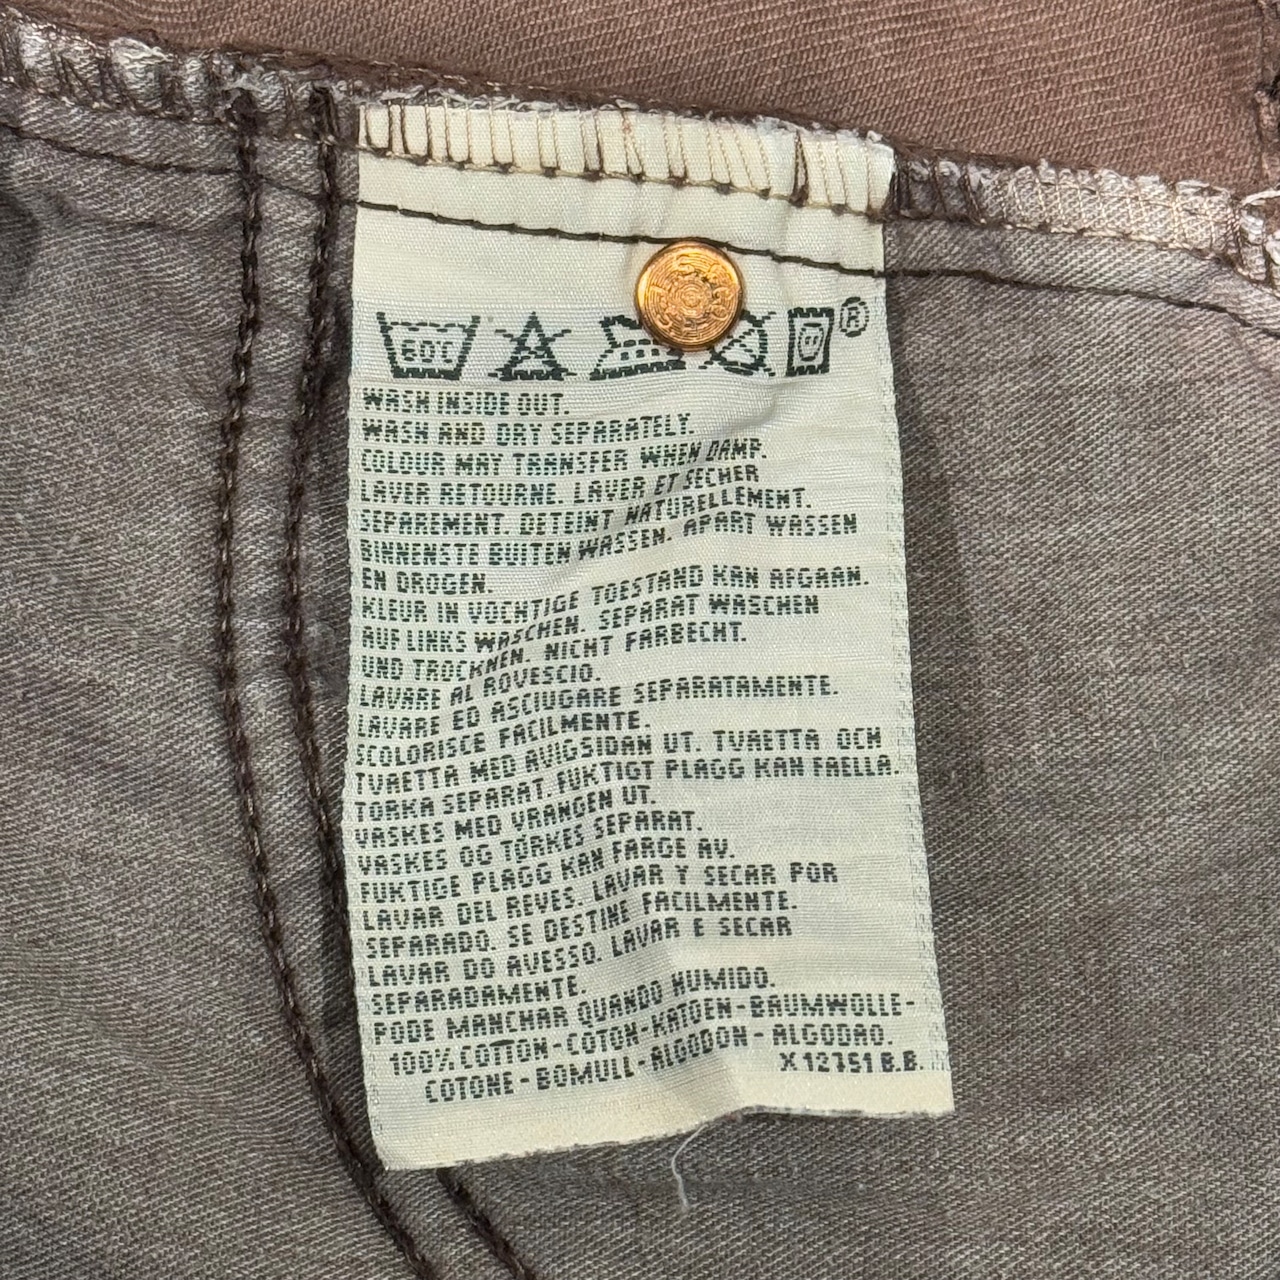 60°C ®
WASH INSIDE OUT.
WASH AND DRY SEPARATELY.
COLOUR MAY TRANSFER WHEN DAMP.
LAVER RETOURNE. LAVER ET SECHER
SEPAREMENT. DETEINT NATURELLEMENT.
BINNENSTE BUITEN WASSEN. APART WASSEN
EN DROGEN.
KLEUR IN VOCHTIGE TOESTAND KAN AFGAAN.
AUF LINKS WASCHEN. SEPARAT WASCHEN
UND TROCKNEN. NICHT FARBECHT.
LAVARE AL ROVESCIO.
LAVARE ED ASCIUGARE SEPARATAMENTE.
SCOLORISCE FACILMENTE.
TVAETTA MED AVIGSIDAN UT. TVAETTA OCH
TORKA SEPARAT. FUKTIGT PLAGG KAN FAELLA.
VASKES MED VRANGEN UT.
VASKES OG TØRKES SEPARAT.
FUKTIGE PLAGG KAN FARGE AV.
LAVAR DEL REVES. LAVAR Y SECAR POR
SEPARADO. SE DESTINE FACILMENTE.
LAVAR DO AVESSO. LAVAR E SECAR
SEPARADAMENTE.
PODE MANCHAR QUANDO HUMIDO.
100% COTTON-COTON-KATOEN-BAUMWOLLE-
COTONE-BOMULL-ALGODON-ALGODAO.
X12751 B.B.